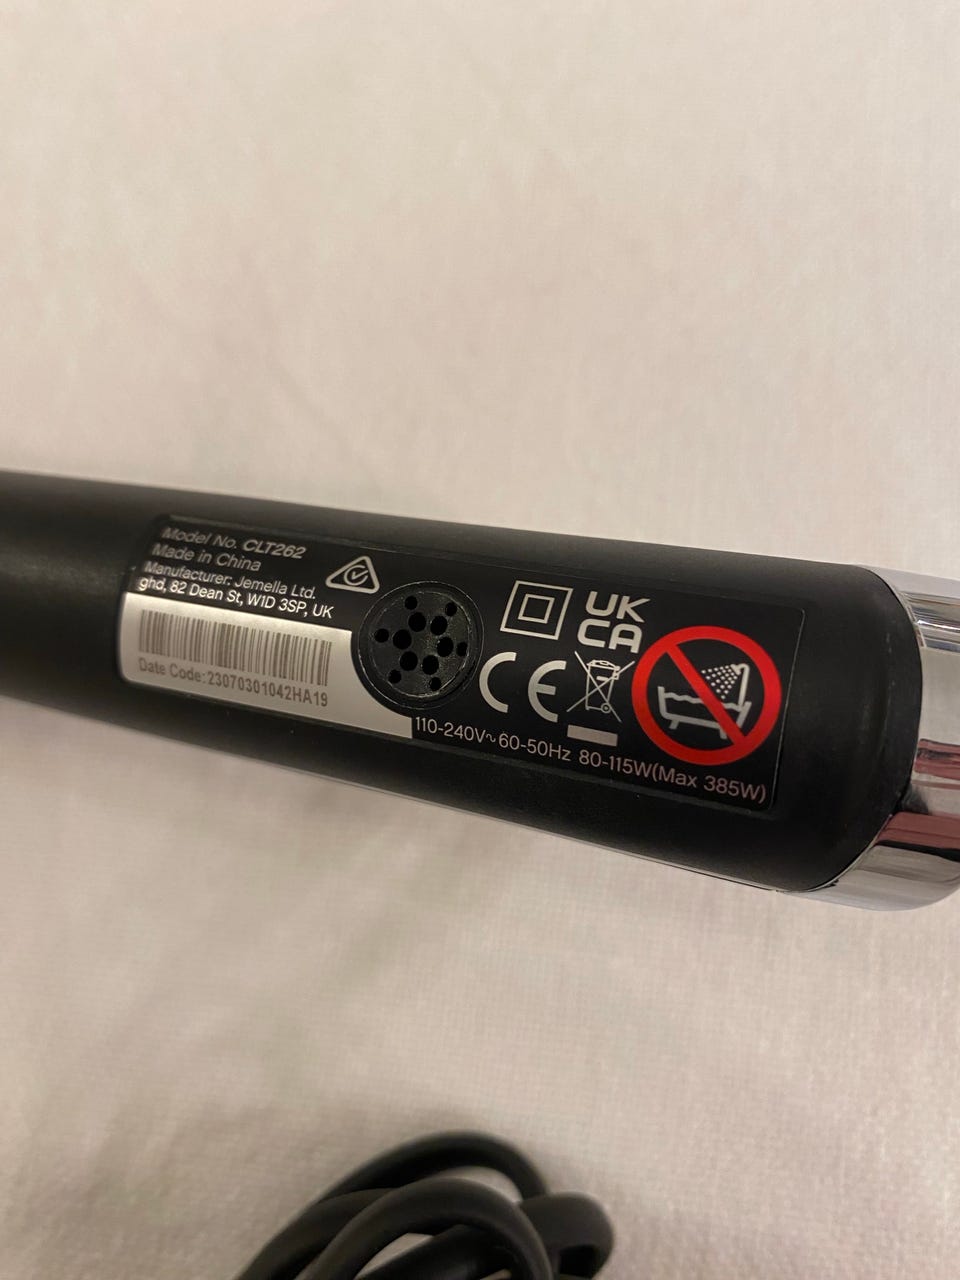 Model No. CLT262
Made in China
Manufacturer: Jemella Ltd.
ghd, 82 Dean St, W1D 3SP, UK
Date Code:23070301042HA19
UK
CA
CE
110-240V~60-50Hz 80-115W(Max 385W)